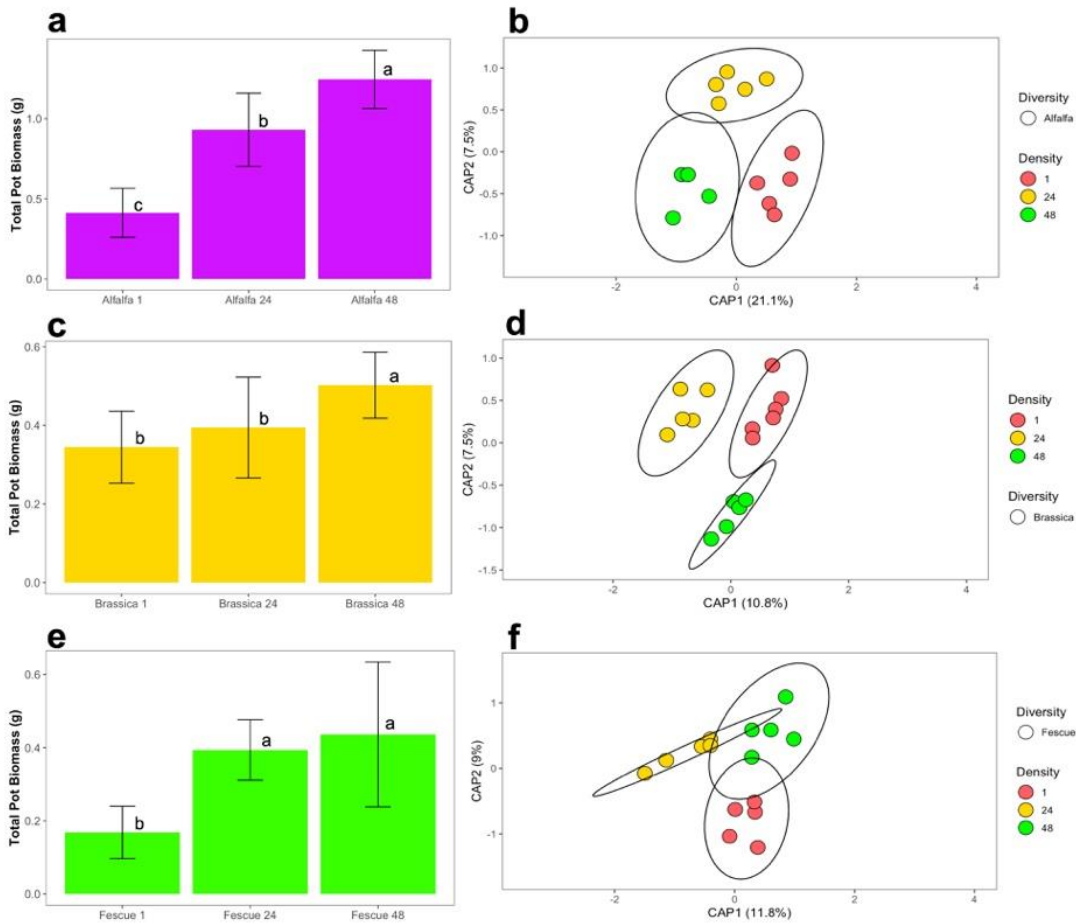 a
Total Pot Biomass (g)
1.0
0.5
0.0
c
b
a
Alfalfa 1 Alfalfa 24 Alfalfa 48
b
CAP2 (7.5%)
1.0
0.5
0.0
-0.5
-1.0
-2 0 2 4
CAP1 (21.1%)
Diversity
Alfalfa
Density
1
24
48
c
Total Pot Biomass (g)
0.6
0.4
0.2
0.0
b
b
a
Brassica 1 Brassica 24 Brassica 48
d
CAP2 (7.5%)
1.0
0.5
0.0
-0.5
-1.0
-1.5
-2 0 2 4
CAP1 (10.8%)
Density
1
24
48
Diversity
Brassica
e
Total Pot Biomass (g)
0.6
0.4
0.2
0.0
b
a
a
Fescue 1 Fescue 24 Fescue 48
f
CAP2 (9%)
1
0
-1
-2 0 2 4
CAP1 (11.8%)
Diversity
Fescue
Density
1
24
48